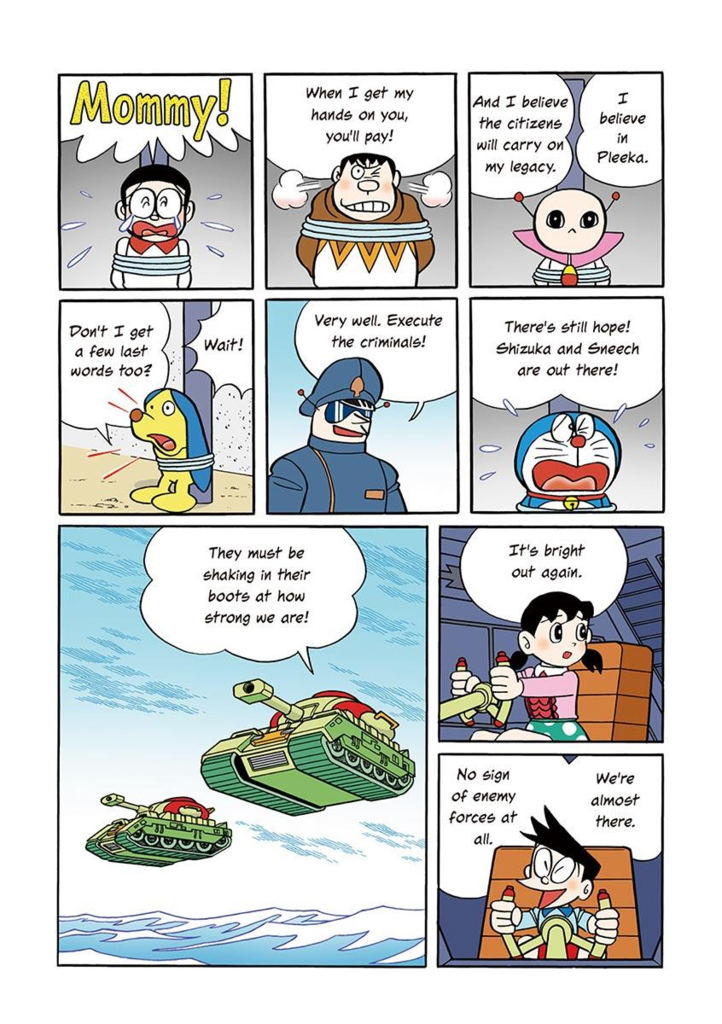 I
believe
in
Pleeka.
And I believe
the citizens
will carry on
my legacy.
When I get my
hands on you,
you'll pay!
Mommy!
There's still hope!
Shizuka and Sneech
are out there!
Very well. Execute
the criminals!
Wait!
Don't I get
a few last
words too?
It's bright
out again.
We're
almost
there.
No sign
of enemy
forces at
all.
They must be
shaking in their
boots at how
strong we are!